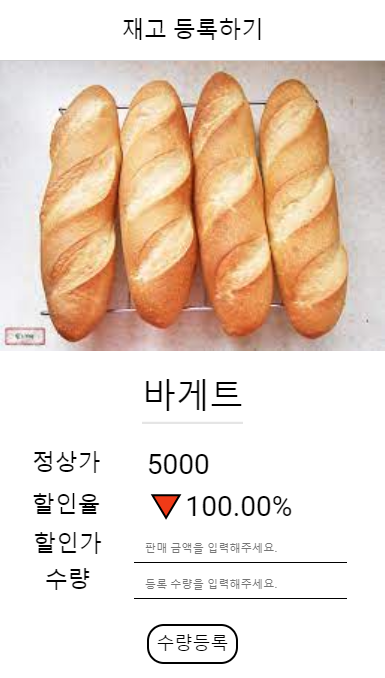 재고 등록하기
바게트
정상가 5000
할인율 ▼100.00%
할인가 판매 금액을 입력해주세요.
수량 등록 수량을 입력해주세요.
수량등록